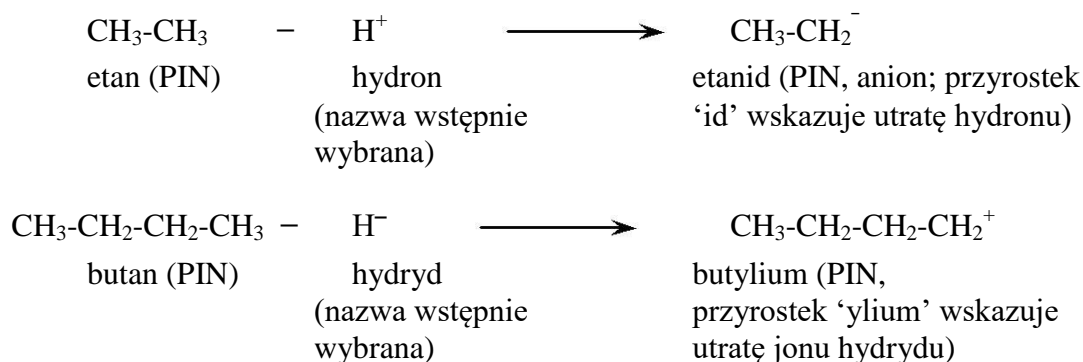 CH₃-CH₃ – H⁺ ⟶ CH₃-CH₂⁻
etan (PIN) hydron etanid (PIN, anion; przyrostek
(nazwa wstępnie ‘id’ wskazuje utratę hydronu)
wybrana)
CH₃-CH₂-CH₂-CH₃ – H⁻ ⟶ CH₃-CH₂-CH₂-CH₂⁺
butan (PIN) hydryd butylium (PIN,
(nazwa wstępnie przyrostek ‘ylium’ wskazuje
wybrana) utratę jonu hydrydu)